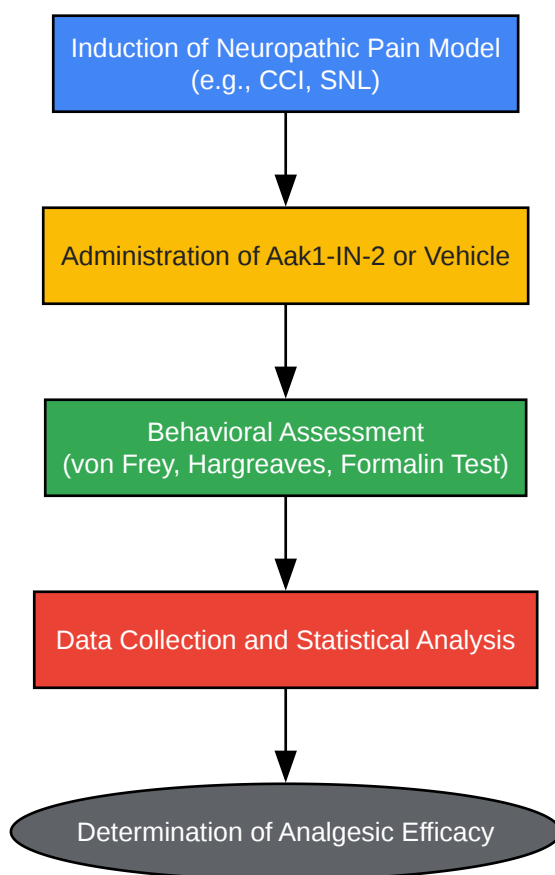 Induction of Neuropathic Pain Model
(e.g., CCI, SNL)
Administration of Aak1-IN-2 or Vehicle
Behavioral Assessment
(von Frey, Hargreaves, Formalin Test)
Data Collection and Statistical Analysis
Determination of Analgesic Efficacy